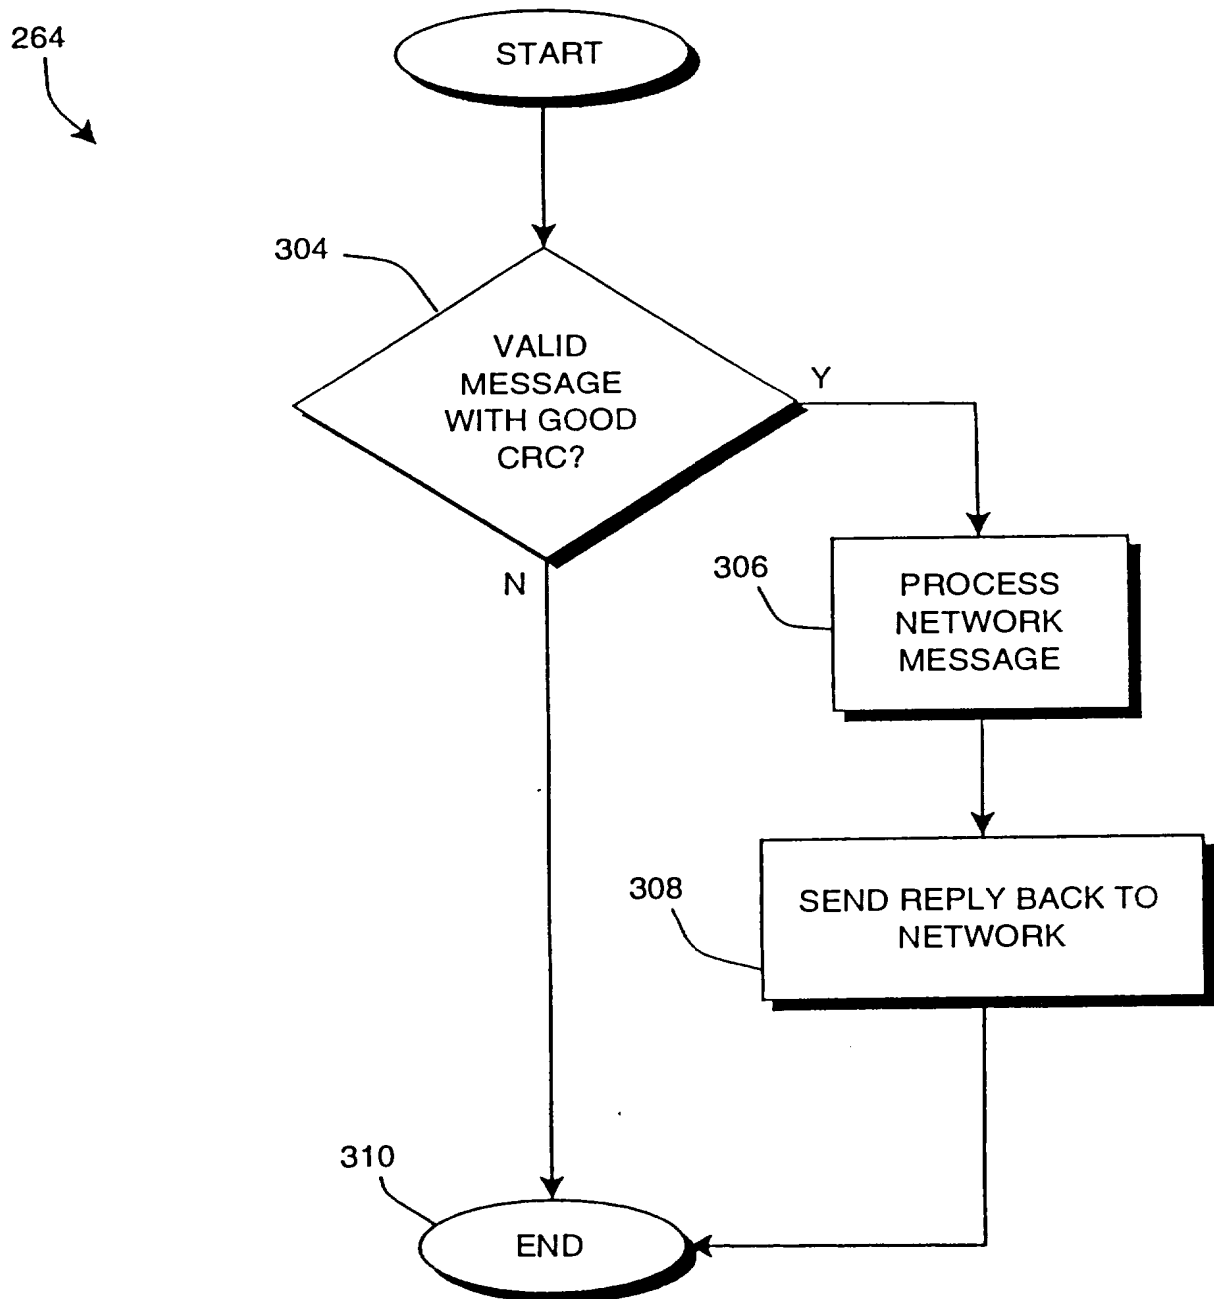 264
START
304
VALID
MESSAGE
WITH GOOD
CRC?
Y
N
306
PROCESS
NETWORK
MESSAGE
308
SEND REPLY BACK TO
NETWORK
310
END